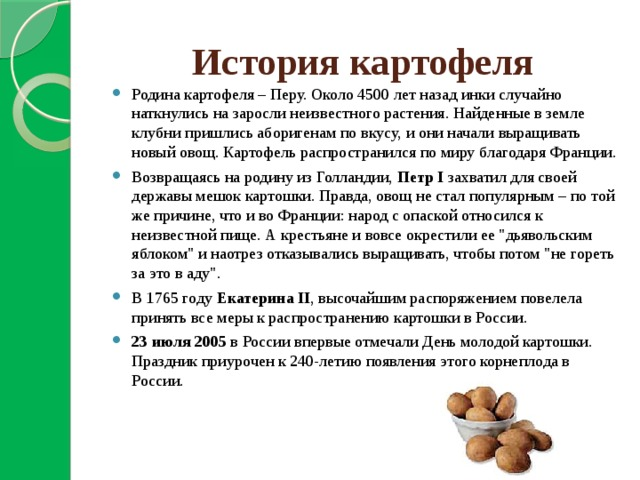 История картофеля
Родина картофеля – Перу. Около 4500 лет назад инки случайно
наткнулись на заросли неизвестного растения. Найденные в земле
клубни пришлись аборигенам по вкусу, и они начали выращивать
новый овощ. Картофель распространился по миру благодаря Франции.
Возвращаясь на родину из Голландии, Петр I захватил для своей
державы мешок картошки. Правда, овощ не стал популярным – по той
же причине, что и во Франции: народ с опаской относился к
неизвестной пище. А крестьяне и вовсе окрестили ее "дьявольским
яблоком" и наотрез отказывались выращивать, чтобы потом "не гореть
за это в аду".
В 1765 году Екатерина II, высочайшим распоряжением повелела
принять все меры к распространению картошки в России.
23 июля 2005 в России впервые отмечали День молодой картошки.
Праздник приурочен к 240-летию появления этого корнеплода в
России.